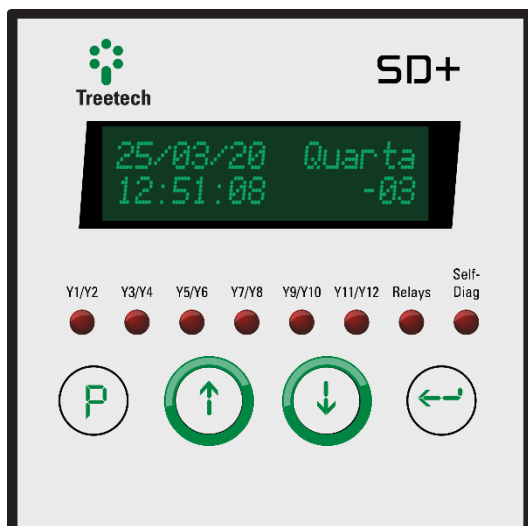 Treetech
SD+
25/03/20 Quarta
12:51:08 -03
Y1/Y2 Y3/Y4 Y5/Y6 Y7/Y8 Y9/Y10 Y11/Y12 Relays Self-
Diag
P